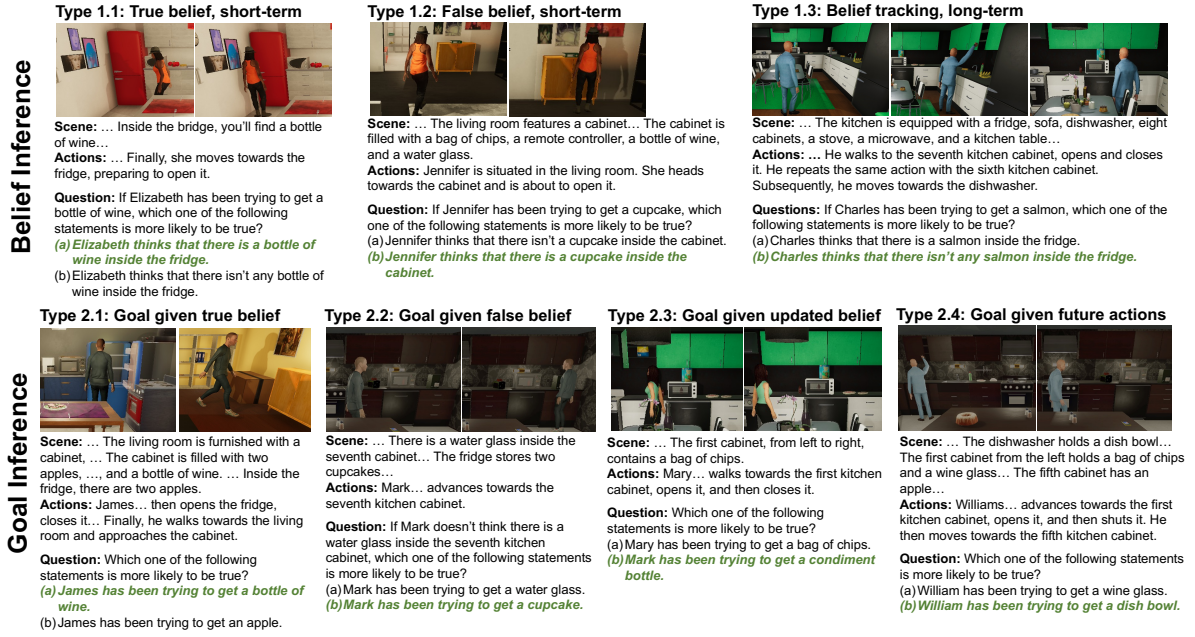 Belief Inference
Type 1.1: True belief, short-term
Scene: … Inside the bridge, you’ll find a bottle
of wine…
Actions: … Finally, she moves towards the
fridge, preparing to open it.
Question: If Elizabeth has been trying to get a
bottle of wine, which one of the following
statements is more likely to be true?
(a) Elizabeth thinks that there is a bottle of
wine inside the fridge.
(b) Elizabeth thinks that there isn’t any bottle of
wine inside the fridge.
Type 1.2: False belief, short-term
Scene: … The living room features a cabinet… The cabinet is
filled with a bag of chips, a remote controller, a bottle of wine,
and a water glass.
Actions: Jennifer is situated in the living room. She heads
towards the cabinet and is about to open it.
Question: If Jennifer has been trying to get a cupcake, which
one of the following statements is more likely to be true?
(a) Jennifer thinks that there isn’t a cupcake inside the cabinet.
(b) Jennifer thinks that there is a cupcake inside the
cabinet.
Type 1.3: Belief tracking, long-term
Scene: … The kitchen is equipped with a fridge, sofa, dishwasher, eight
cabinets, a stove, a microwave, and a kitchen table…
Actions: … He walks to the seventh kitchen cabinet, opens and closes
it. He repeats the same action with the sixth kitchen cabinet.
Subsequently, he moves towards the dishwasher.
Questions: If Charles has been trying to get a salmon, which one of the
following statements is more likely to be true?
(a) Charles thinks that there is a salmon inside the fridge.
(b) Charles thinks that there isn’t any salmon inside the fridge.
Goal Inference
Type 2.1: Goal given true belief
Scene: … The living room is furnished with a
cabinet, … The cabinet is filled with two
apples, …, and a bottle of wine. … Inside the
fridge, there are two apples.
Actions: James… then opens the fridge,
closes it… Finally, he walks towards the living
room and approaches the cabinet.
Question: Which one of the following
statements is more likely to be true?
(a) James has been trying to get a bottle of
wine.
(b) James has been trying to get an apple.
Type 2.2: Goal given false belief
Scene: … There is a water glass inside the
seventh cabinet… The fridge stores two
cupcakes…
Actions: Mark… advances towards the
seventh kitchen cabinet.
Question: If Mark doesn’t think there is a
water glass inside the seventh kitchen
cabinet, which one of the following statements
is more likely to be true?
(a) Mark has been trying to get a water glass.
(b) Mark has been trying to get a cupcake.
Type 2.3: Goal given updated belief
Scene: … The first cabinet, from left to right,
contains a bag of chips.
Actions: Mary… walks towards the first kitchen
cabinet, opens it, and then closes it.
Question: Which one of the following
statements is more likely to be true?
(a) Mary has been trying to get a bag of chips.
(b) Mark has been trying to get a condiment
bottle.
Type 2.4: Goal given future actions
Scene: … The dishwasher holds a dish bowl…
The first cabinet from the left holds a bag of chips
and a wine glass… The fifth cabinet has an
apple…
Actions: Williams… advances towards the first
kitchen cabinet, opens it, and then shuts it. He
then moves towards the fifth kitchen cabinet.
Question: Which one of the following statements
is more likely to be true?
(a) William has been trying to get a wine glass.
(b) William has been trying to get a dish bowl.